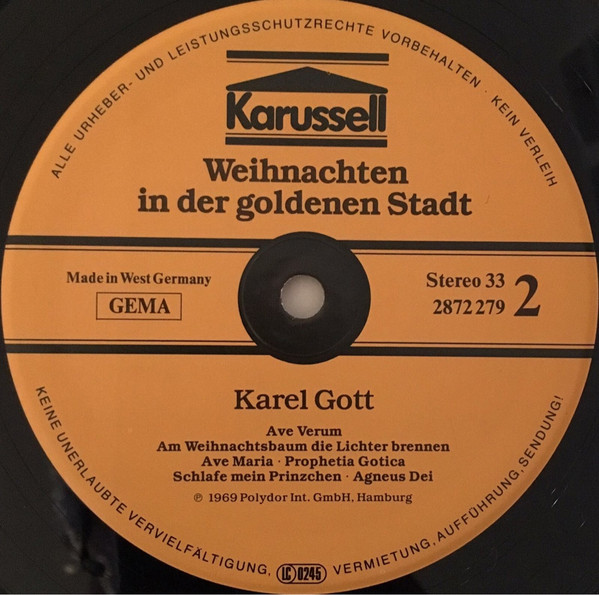 ALLE URHEBER- UND LEISTUNGSSCHUTZRECHTE VORBEHALTEN · KEIN VERLEIH
Karussell
Weihnachten
in der goldenen Stadt
Made in West Germany
GEMA
Stereo 33
2872 279
2
Karel Gott
Ave Verum
Am Weihnachtsbaum die Lichter brennen
Ave Maria · Prophetia Gotica
Schlafe mein Prinzchen · Agneus Dei
℗ 1969 Polydor Int. GmbH, Hamburg
KEINE UNERLAUBTE VERVIELFÄLTIGUNG, VERMIETUNG, AUFFÜHRUNG, SENDUNG!
LC 0245